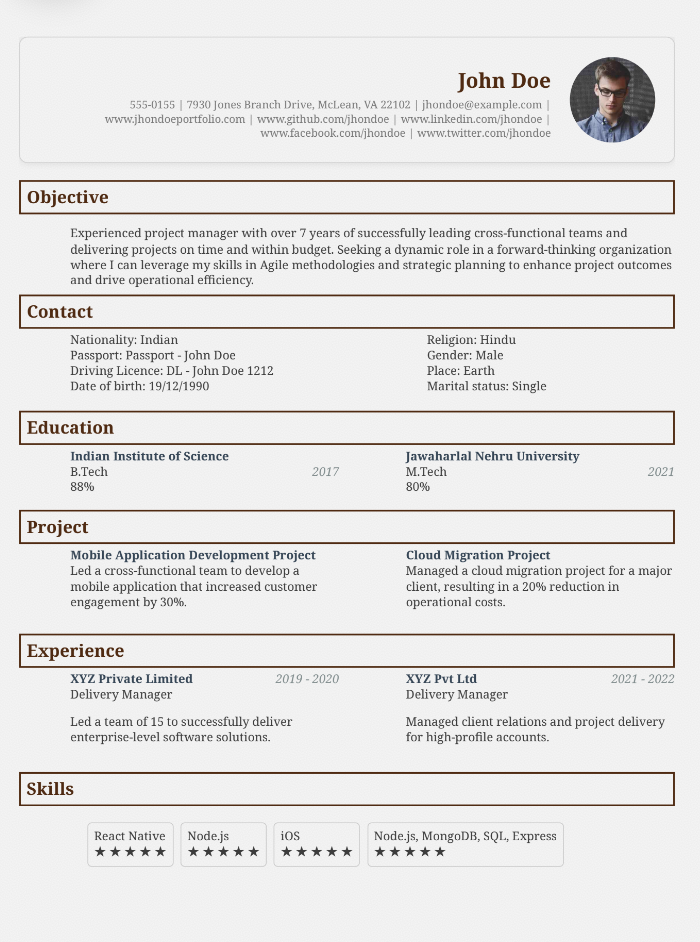 John Doe
555-0155 | 7930 Jones Branch Drive, McLean, VA 22102 | jhondoe@example.com |
www.jhondoeportfolio.com | www.github.com/jhondoe | www.linkedin.com/jhondoe |
www.facebook.com/jhondoe | www.twitter.com/jhondoe
Objective
Experienced project manager with over 7 years of successfully leading cross-functional teams and
delivering projects on time and within budget. Seeking a dynamic role in a forward-thinking organization
where I can leverage my skills in Agile methodologies and strategic planning to enhance project outcomes
and drive operational efficiency.
Contact
Nationality: Indian
Passport: Passport - John Doe
Driving Licence: DL - John Doe 1212
Date of birth: 19/12/1990
Religion: Hindu
Gender: Male
Place: Earth
Marital status: Single
Education
Indian Institute of Science
B.Tech 2017
88%
Jawaharlal Nehru University
M.Tech 2021
80%
Project
Mobile Application Development Project
Led a cross-functional team to develop a
mobile application that increased customer
engagement by 30%.
Cloud Migration Project
Managed a cloud migration project for a major
client, resulting in a 20% reduction in
operational costs.
Experience
XYZ Private Limited 2019 - 2020
Delivery Manager
Led a team of 15 to successfully deliver
enterprise-level software solutions.
XYZ Pvt Ltd 2021 - 2022
Delivery Manager
Managed client relations and project delivery
for high-profile accounts.
Skills
React Native
★★★★★
Node.js
★★★★★
iOS
★★★★★
Node.js, MongoDB, SQL, Express
★★★★★